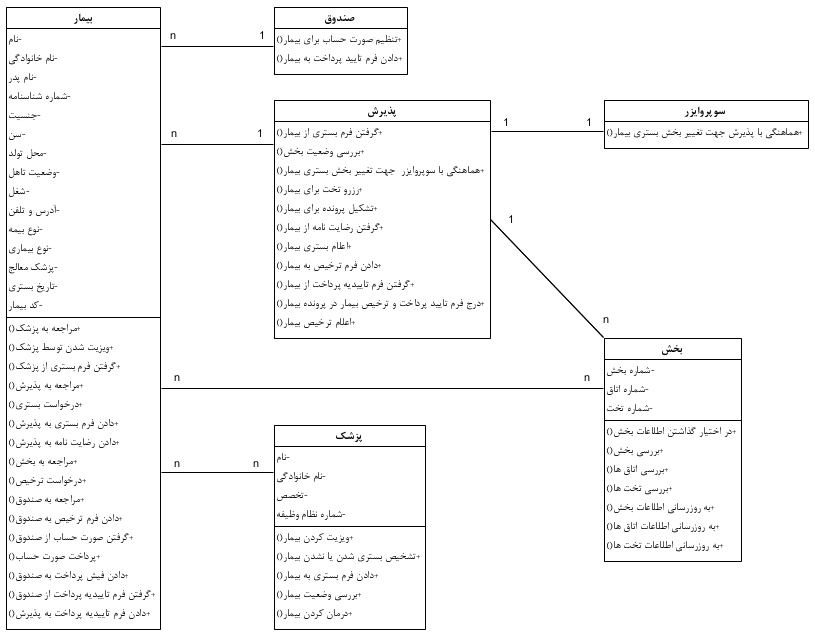 بیمار
-نام
-نام خانوادگی
-نام پدر
-شماره شناسنامه
-جنسیت
-سن
-محل تولد
-وضعیت تاهل
-شغل
-آدرس و تلفن
-نوع بیمه
-نوع بیماری
-پزشک معالج
-تاریخ بستری
-کد بیمار
+مراجعه به پزشک()
+ویزیت شدن توسط پزشک()
+گرفتن فرم بستری از پزشک()
+مراجعه به پذیرش()
+درخواست بستری()
+دادن فرم بستری به پذیرش()
+دادن رضایت نامه به پذیرش()
+مراجعه به بخش()
+درخواست ترخیص()
+مراجعه به صندوق()
+دادن فرم ترخیص به صندوق()
+گرفتن صورت حساب از صندوق()
+پرداخت صورت حساب()
+دادن فیش پرداخت به صندوق()
+گرفتن فرم تاییدیه پرداخت از صندوق()
+دادن فرم تاییدیه پرداخت به پذیرش()
n 1
صندوق
+تنظیم صورت حساب برای بیمار()
+دادن فرم تایید پرداخت به بیمار()
n 1
پذیرش
+گرفتن فرم بستری از بیمار()
+بررسی وضعیت بخش()
+هماهنگی با سوپروایزر جهت تغییر بخش بستری بیمار()
+رزرو تخت برای بیمار()
+تشکیل پرونده برای بیمار()
+گرفتن رضایت نامه از بیمار()
+اعلام بستری بیمار()
+دادن فرم ترخیص به بیمار()
+گرفتن فرم تاییدیه پرداخت از بیمار()
+درج فرم تایید پرداخت و ترخیص بیمار در پرونده بیمار()
+اعلام ترخیص بیمار()
1 1
سوپروایزر
+هماهنگی با پذیرش جهت تغییر بخش بستری بیمار()
1
n
n n
بخش
-شماره بخش
-شماره اتاق
-شماره تخت
+در اختیار گذاشتن اطلاعات بخش()
+بررسی بخش()
+بررسی اتاق ها()
+بررسی تخت ها()
+به روزرسانی اطلاعات بخش()
+به روزرسانی اطلاعات اتاق ها()
+به روزرسانی اطلاعات تخت ها()
n n
پزشک
-نام
-نام خانوادگی
-تخصص
-شماره نظام وظیفه
+ویزیت کردن بیمار()
+تشخیص بستری شدن یا نشدن بیمار()
+دادن فرم بستری به بیمار()
+بررسی وضعیت بیمار()
+درمان کردن بیمار()